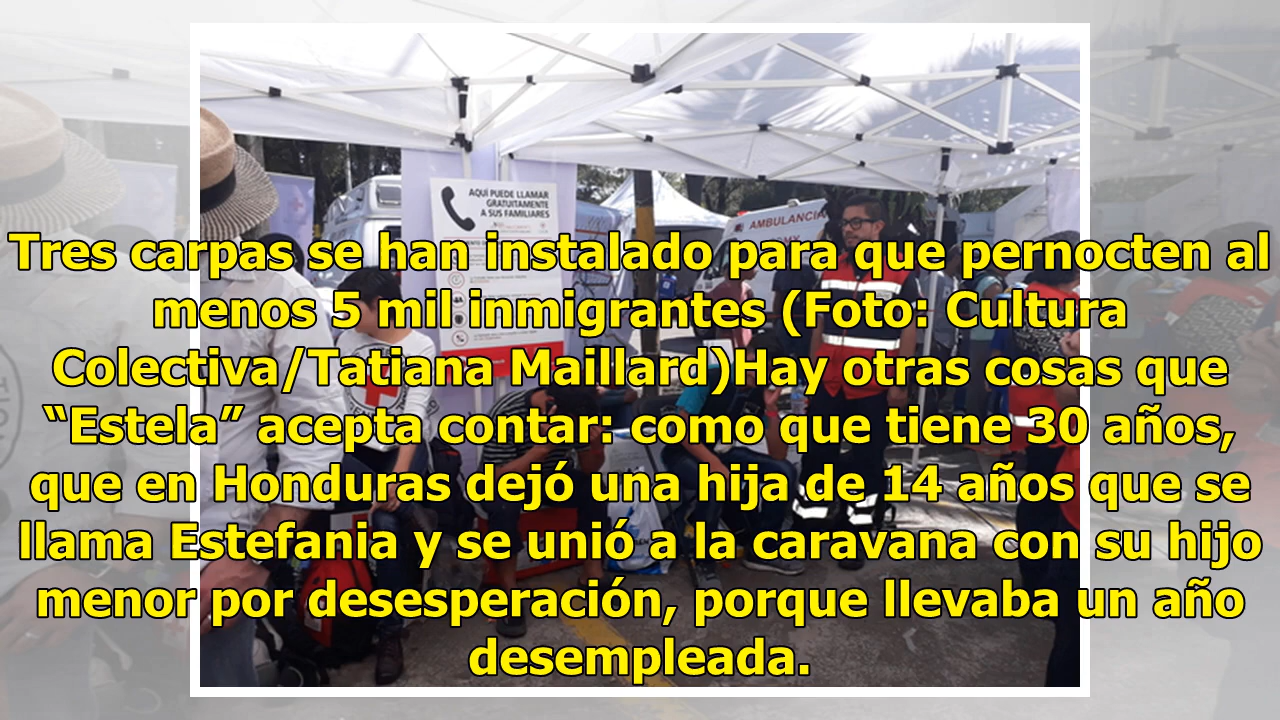 AQUÍ PUEDE LLAMAR
GRATUITAMENTE
A SUS FAMILIARES
AMBULANCIA
Tres carpas se han instalado para que pernocten al
menos 5 mil inmigrantes (Foto: Cultura
Colectiva/Tatiana Maillard)Hay otras cosas que
“Estela” acepta contar: como que tiene 30 años,
que en Honduras dejó una hija de 14 años que se
llama Estefania y se unió a la caravana con su hijo
menor por desesperación, porque llevaba un año
desempleada.